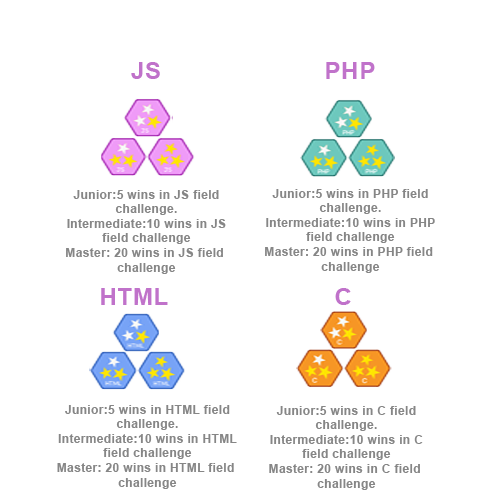 JS
JS
JS
JS
Junior:5 wins in JS field
challenge.
Intermediate:10 wins in JS
field challenge
Master: 20 wins in JS field
challenge
PHP
PHP
PHP
PHP
Junior:5 wins in PHP field
challenge.
Intermediate:10 wins in PHP
field challenge
Master: 20 wins in PHP field
challenge
HTML
HTML
HTML
HTML
Junior:5 wins in HTML field
challenge.
Intermediate:10 wins in HTML
field challenge
Master: 20 wins in HTML field
challenge
C
C
C
C
Junior:5 wins in C field
challenge.
Intermediate:10 wins in C
field challenge
Master: 20 wins in C field
challenge